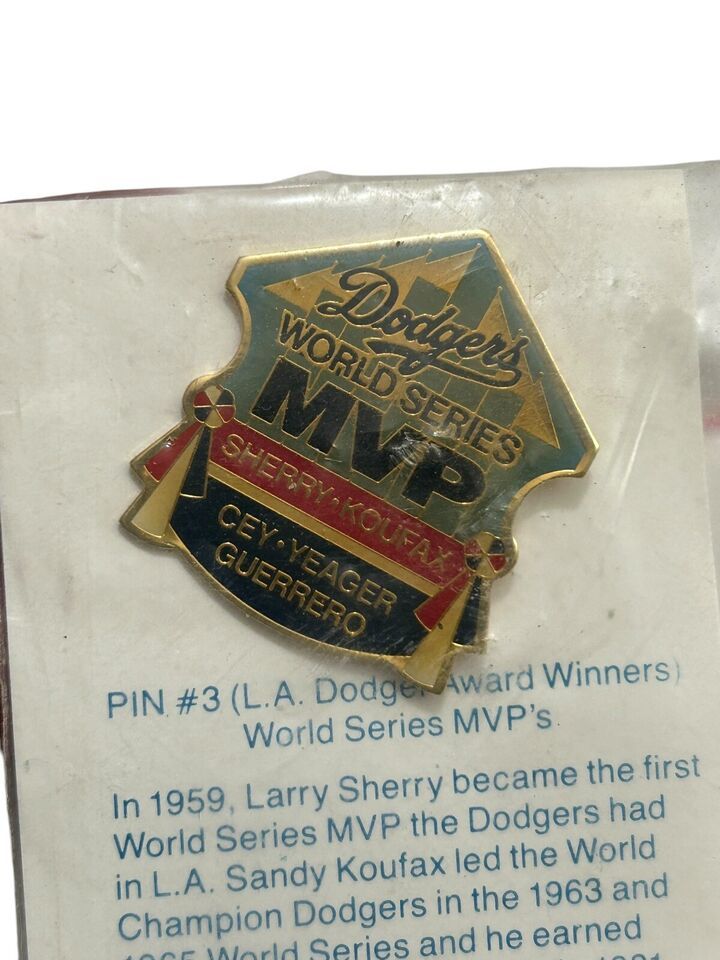 Dodgers
WORLD SERIES
MVP
SHERRY·KOUFAX
CEY·YEAGER
GUERRERO
PIN #3 (L.A. Dodger Award Winners)
World Series MVP's
In 1959, Larry Sherry became the first
World Series MVP the Dodgers had
in L.A. Sandy Koufax led the World
Champion Dodgers in the 1963 and
1965 World Series and he earned
1981